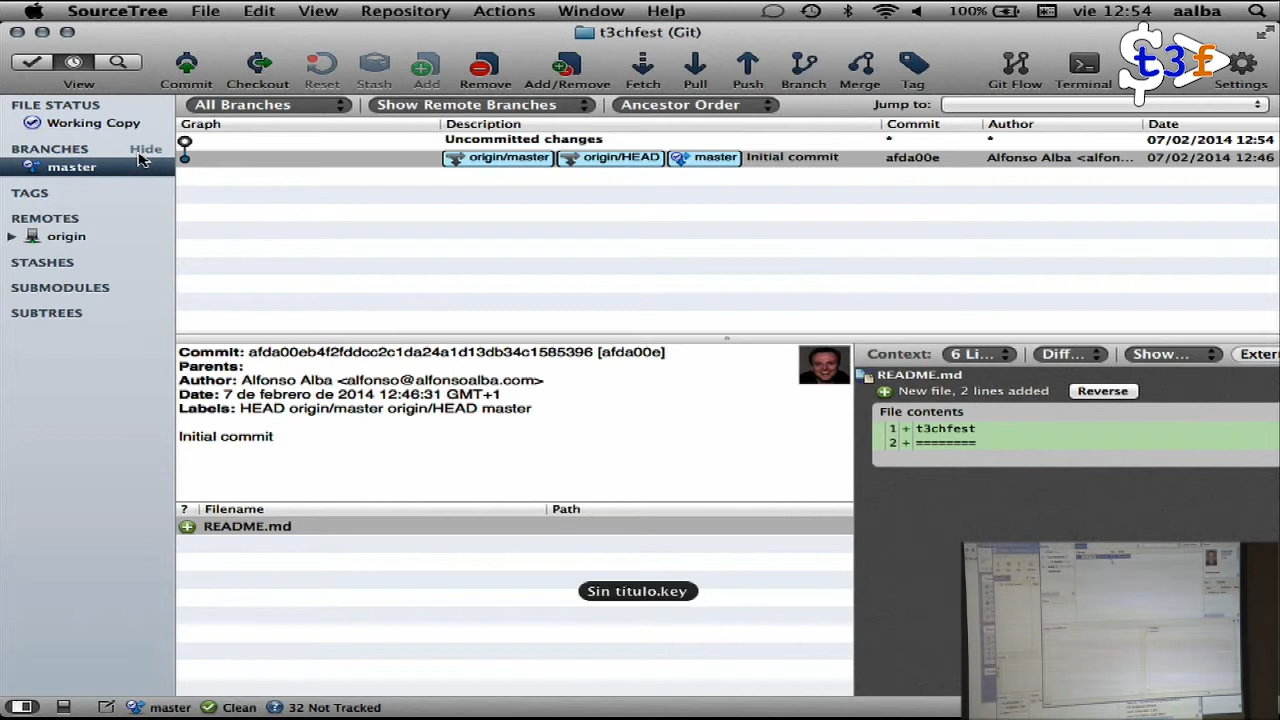 SourceTree File Edit View Repository Actions Window Help 100% vie 12:54 aalba
t3chfest (Git)
$ t3f
View Commit Checkout Reset Stash Add Remove Add/Remove Fetch Pull Push Branch Merge Tag Git Flow Terminal Settings
FILE STATUS
Working Copy
BRANCHES Hide
master
TAGS
REMOTES
origin
STASHES
SUBMODULES
SUBTREES
All Branches Show Remote Branches Ancestor Order Jump to:
Graph Description Commit Author Date
Uncommitted changes * * 07/02/2014 12:54
origin/master origin/HEAD master Initial commit afda00e Alfonso Alba <alfon... 07/02/2014 12:46
Commit: afda00eb4f2fddcc2c1da24a1d13db34c1585396 [afda00e]
Parents:
Author: Alfonso Alba <alfonso@alfonsoalba.com>
Date: 7 de febrero de 2014 12:46:31 GMT+1
Labels: HEAD origin/master origin/HEAD master
Initial commit
? Filename Path
README.md
Context: 6 Li... Diff... Show... Exter
README.md
New file, 2 lines added Reverse
File contents
1 + t3chfest
2 + ========
Sin titulo.key
master Clean 32 Not Tracked